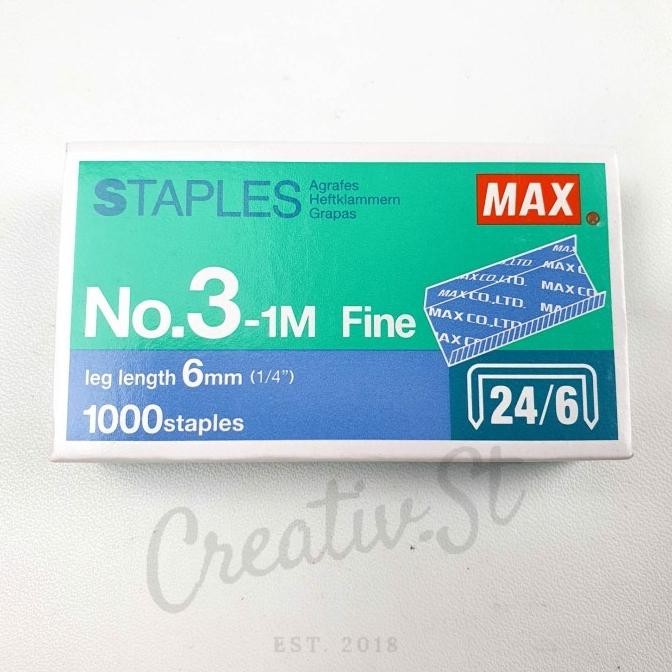 STAPLES
Agrafes
Heftklammern
Grapas
MAX
®
No.3-1M Fine
MAX CO.,LTD.
MAX CO.,LTD.
MAX CO.,LTD.
leg length 6mm (1/4")
1000staples
24/6
Creativ.St
EST. 2018